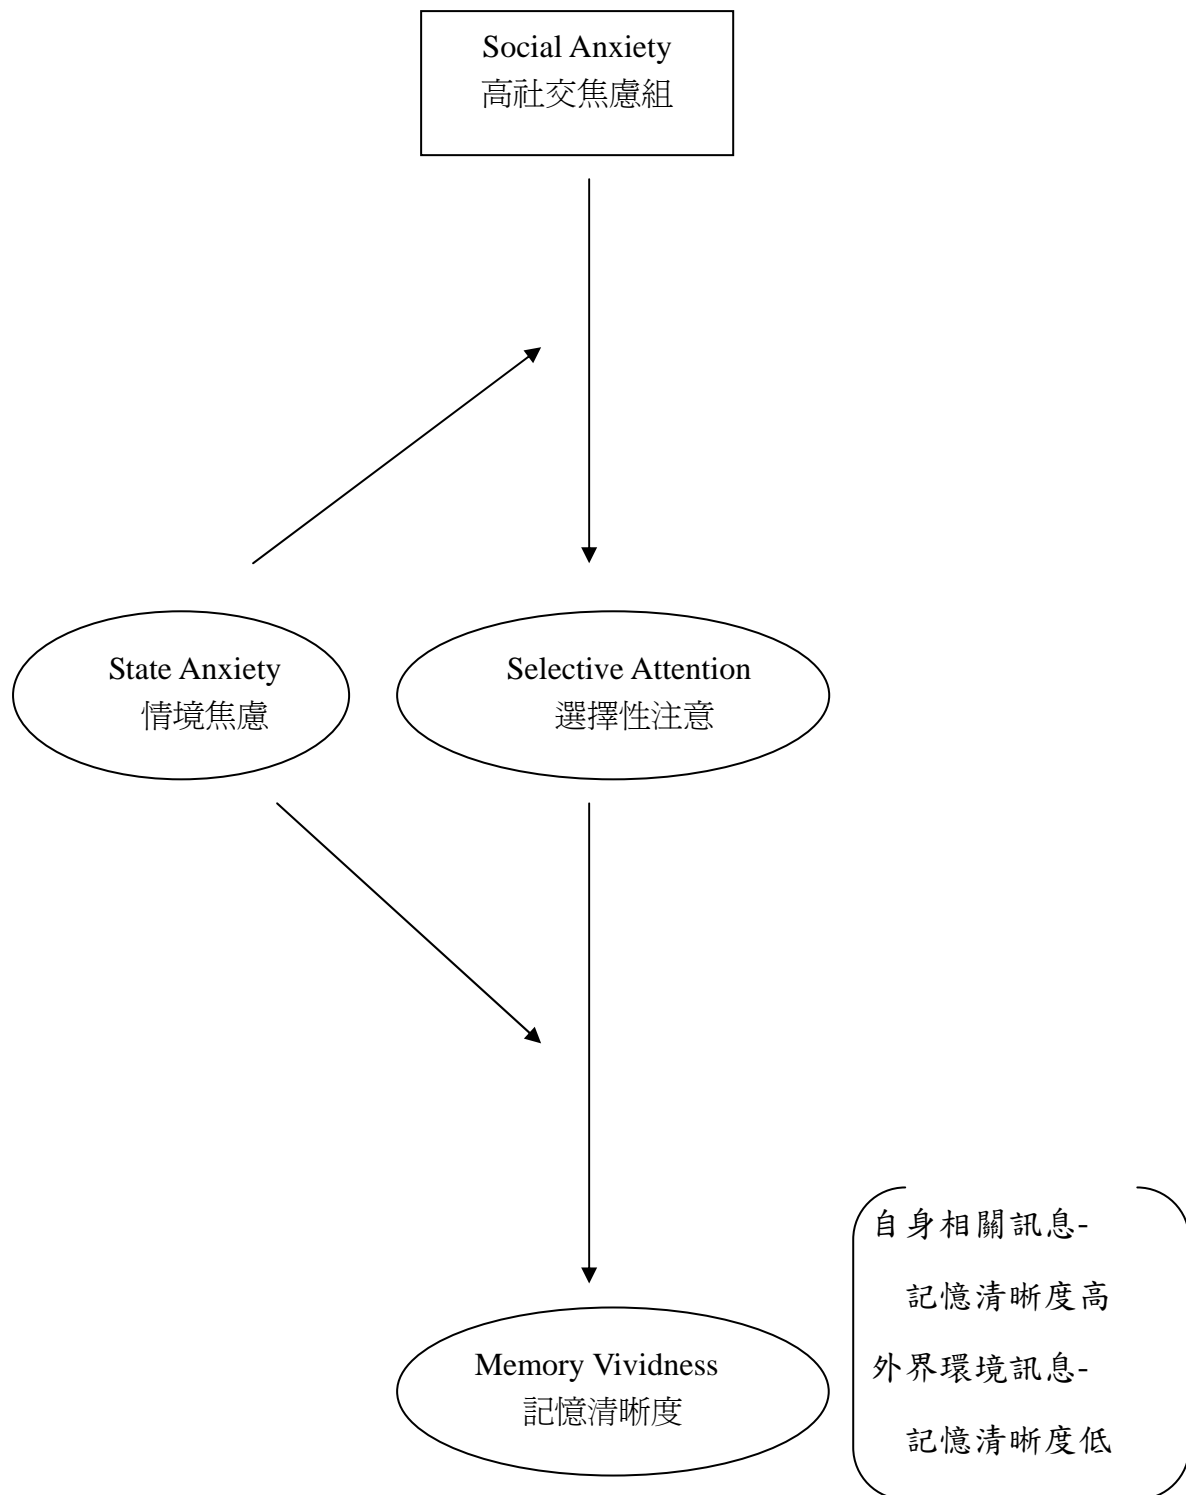 Social Anxiety
高社交焦慮組
State Anxiety
情境焦慮
Selective Attention
選擇性注意
Memory Vividness
記憶清晰度
自身相關訊息-
記憶清晰度高
外界環境訊息-
記憶清晰度低